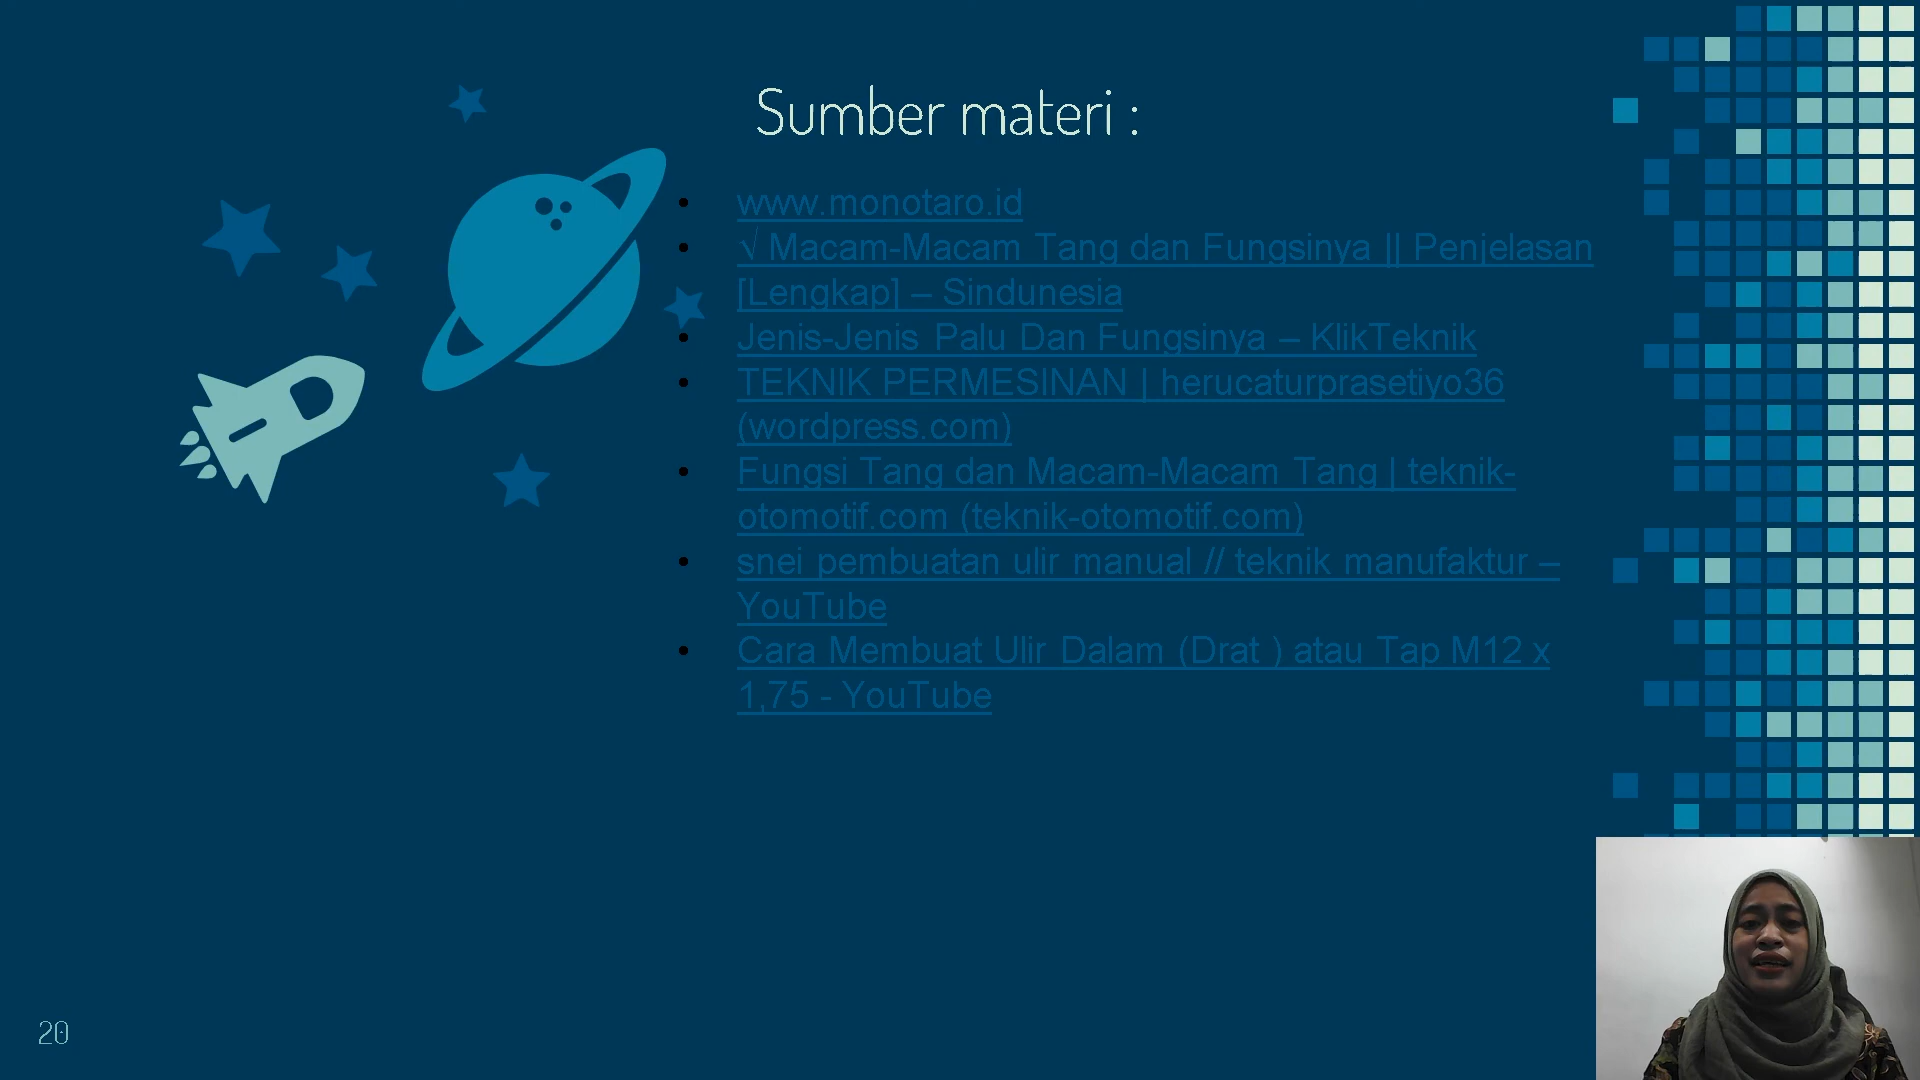 Sumber materi :
• www.monotaro.id
• √ Macam-Macam Tang dan Fungsinya || Penjelasan
[Lengkap] – Sindunesia
• Jenis-Jenis Palu Dan Fungsinya – KlikTeknik
• TEKNIK PERMESINAN | herucaturprasetiyo36
(wordpress.com)
• Fungsi Tang dan Macam-Macam Tang | teknik-
otomotif.com (teknik-otomotif.com)
• snei pembuatan ulir manual // teknik manufaktur –
YouTube
• Cara Membuat Ulir Dalam (Drat ) atau Tap M12 x
1,75 - YouTube
20